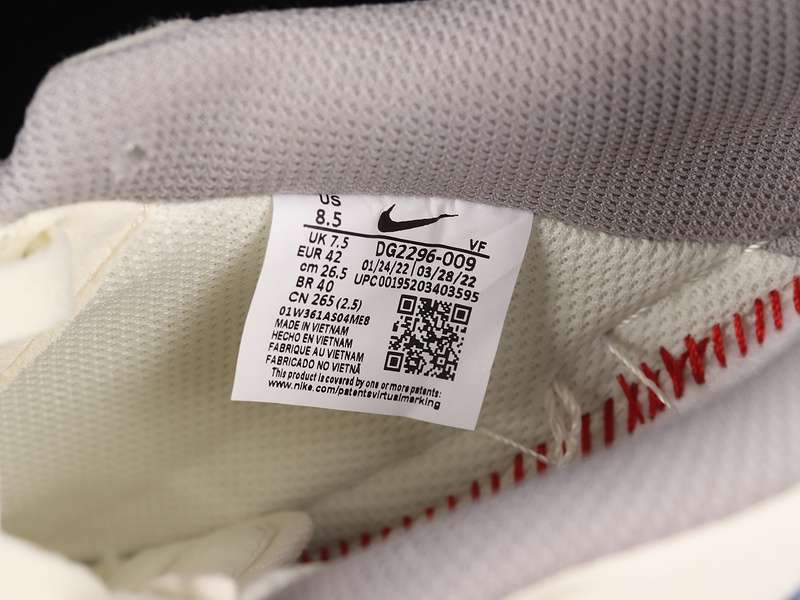 US
8.5
VF
UK 7.5
DG2296-009
EUR 42
01/24/22 03/28/22
cm 26.5
UPC00195203403595
BR 40
CN 265 (2.5)
01W361AS04ME8
MADE IN VIETNAM
HECHO EN VIETNAM
FABRIQUE AU VIETNAM
FABRICADO NO VIETNÃ
This product is covered by one or more patents:
www.nike.com/patentsvirtualmarking